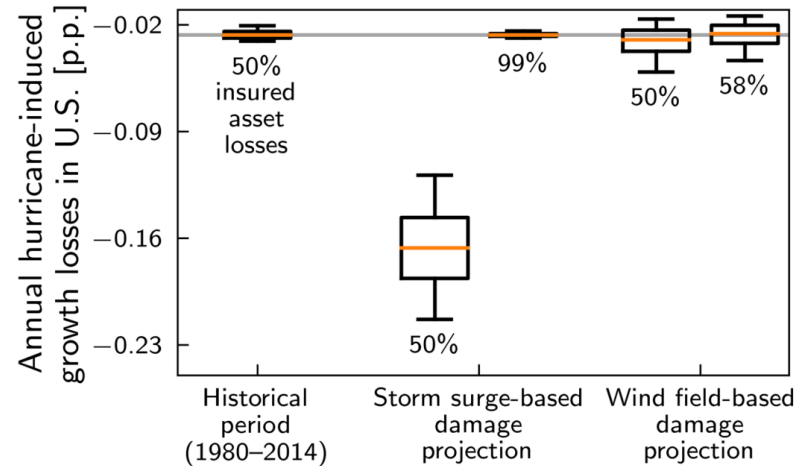 Annual hurricane-induced
growth losses in U.S. [p.p.]
−0.02
−0.09
−0.16
−0.23
50%
insured
asset
losses
99%
50%
50%
58%
Historical
period
(1980–2014)
Storm surge-based
damage
projection
Wind field-based
damage
projection